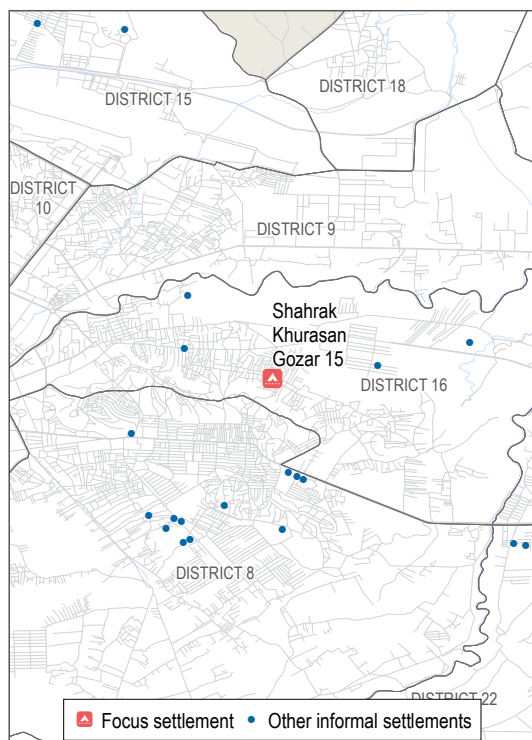 DISTRICT 18
DISTRICT 15
DISTRICT
10
DISTRICT 9
Shahrak
Khurasan
Gozar 15
DISTRICT 16
DISTRICT 8
DISTRICT 22
Focus settlement
Other informal settlements